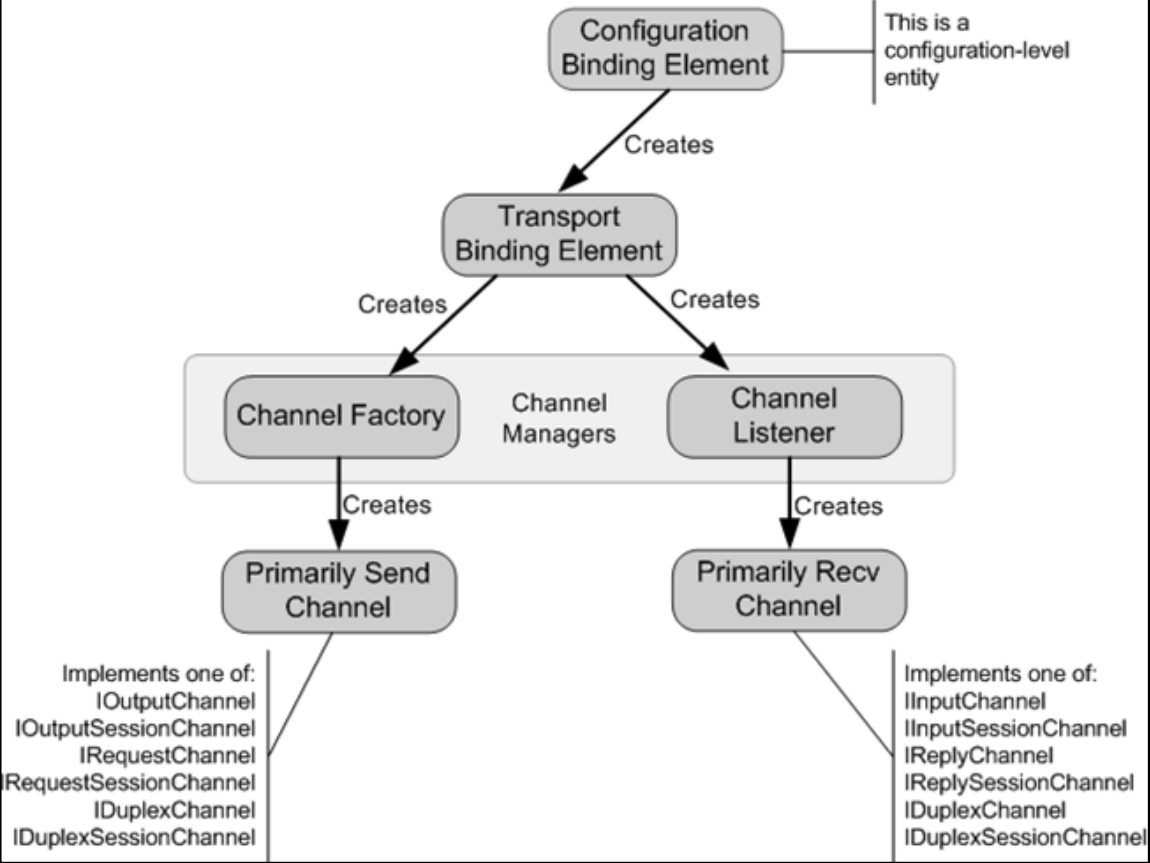 Configuration
Binding Element
This is a
configuration-level
entity
Creates
Transport
Binding Element
Creates
Creates
Channel Factory
Channel
Managers
Channel
Listener
Creates
Creates
Primarily Send
Channel
Primarily Recv
Channel
Implements one of:
IOutputChannel
IOutputSessionChannel
IRequestChannel
IRequestSessionChannel
IDuplexChannel
IDuplexSessionChannel
Implements one of:
IInputChannel
IInputSessionChannel
IReplyChannel
IReplySessionChannel
IDuplexChannel
IDuplexSessionChannel